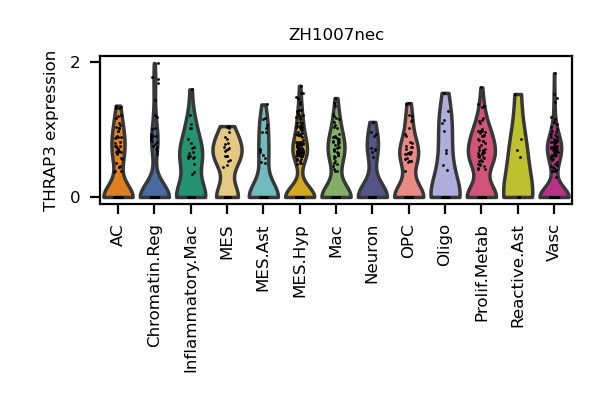 ZH1007nec
THRAP3 expression
2
0
AC
Chromatin.Reg
Inflammatory.Mac
MES
MES.Ast
MES.Hyp
Mac
Neuron
OPC
Oligo
Prolif.Metab
Reactive.Ast
Vasc